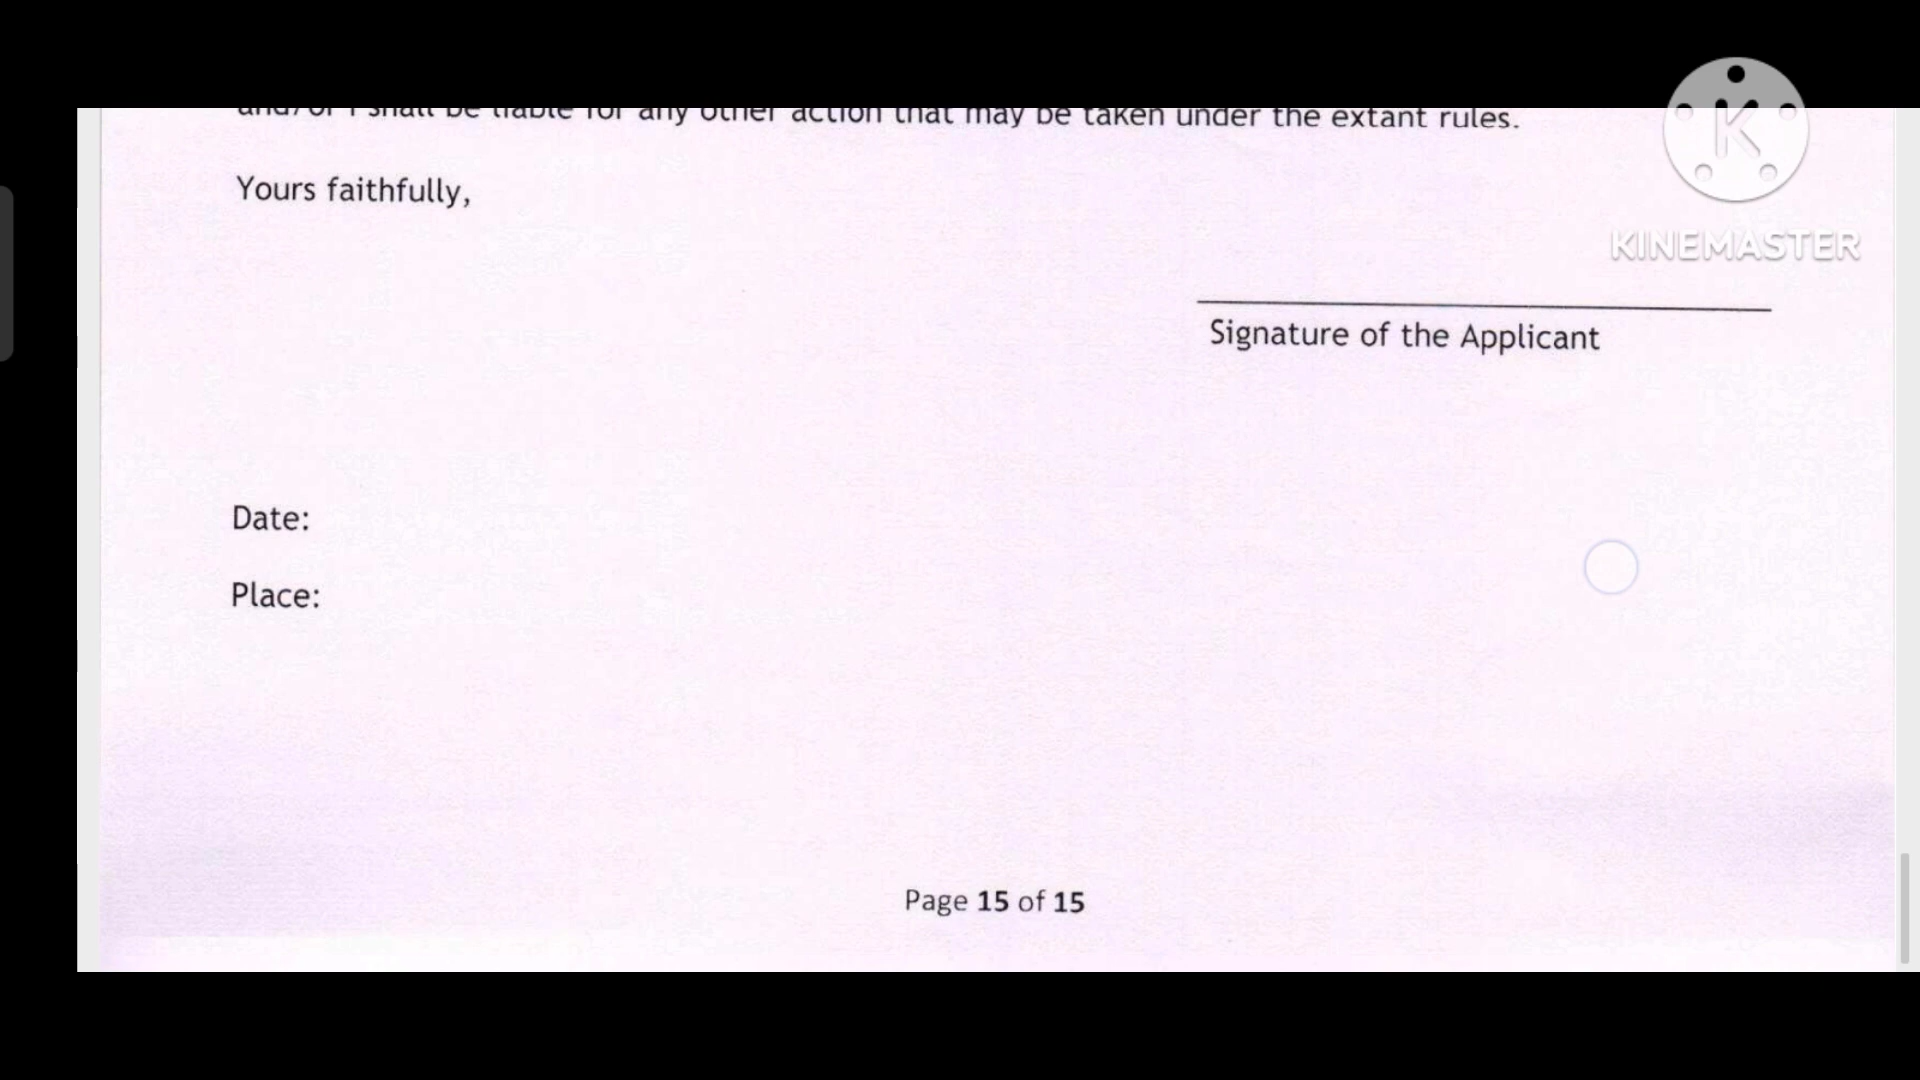 and/or I shall be liable for any other action that may be taken under the extant rules.
Yours faithfully,
K
KINEMASTER
Signature of the Applicant
Date:
Place:
Page 15 of 15